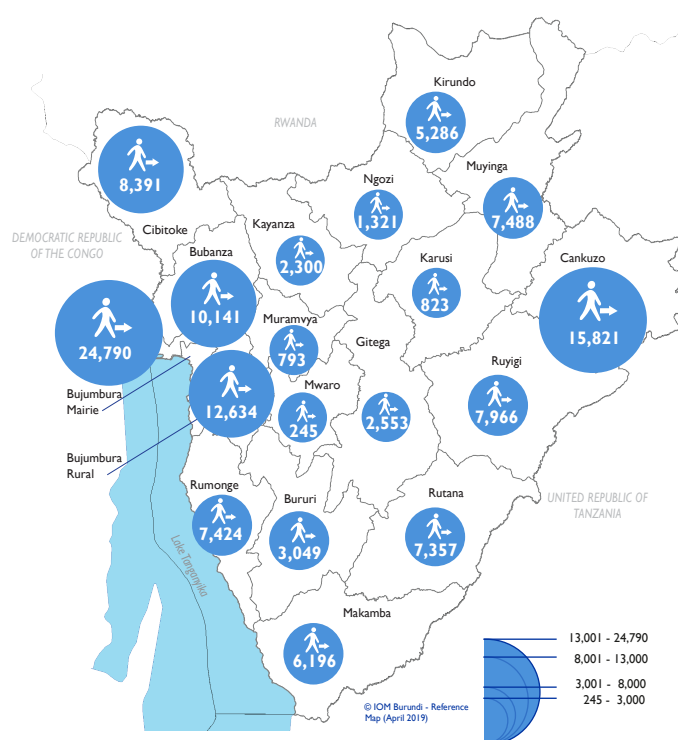 Kirundo
5,286
RWANDA
8,391
Cibitoke
Ngozi
1,321
Muyinga
7,488
DEMOCRATIC REPUBLIC
OF THE CONGO
Kayanza
2,300
Bubanza
10,141
Karusi
823
Cankuzo
15,821
24,790
Muramvya
793
Gitega
Ruyigi
7,966
Bujumbura
Mairie
12,634
Mwaro
245
2,553
Bujumbura
Rural
Rumonge
7,424
Bururi
3,049
Rutana
7,357
UNITED REPUBLIC OF
TANZANIA
Lake Tanganyika
Makamba
6,196
13,001 - 24,790
8,001 - 13,000
3,001 - 8,000
245 - 3,000
© IOM Burundi - Reference
Map (April 2019)